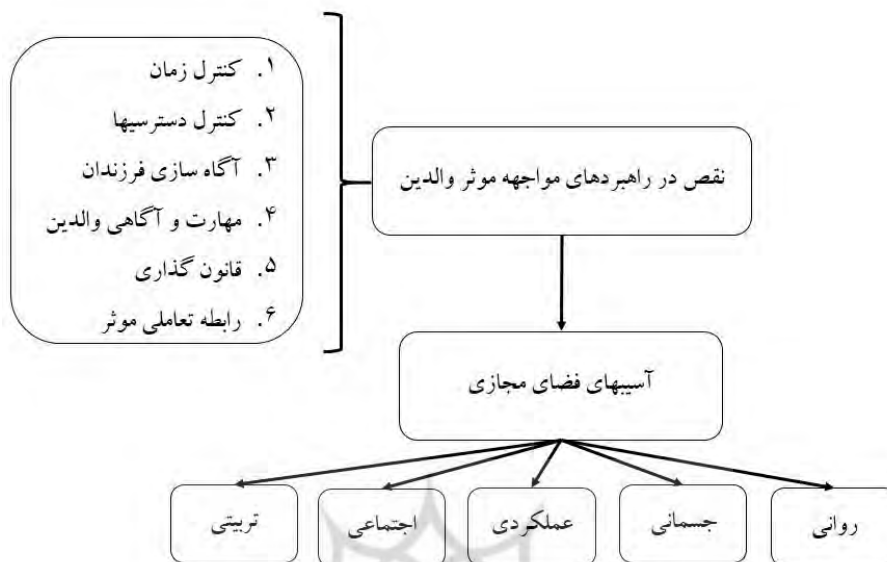 ۱. کنترل زمان
۲. کنترل دسترسیها
۳. آگاه سازی فرزندان
۴. مهارت و آگاهی والدین
۵. قانون گذاری
۶. رابطه تعاملی موثر
نقص در راهبردهای مواجهه موثر والدین
آسیبهای فضای مجازی
روانی
جسمانی
عملکردی
اجتماعی
تربیتی